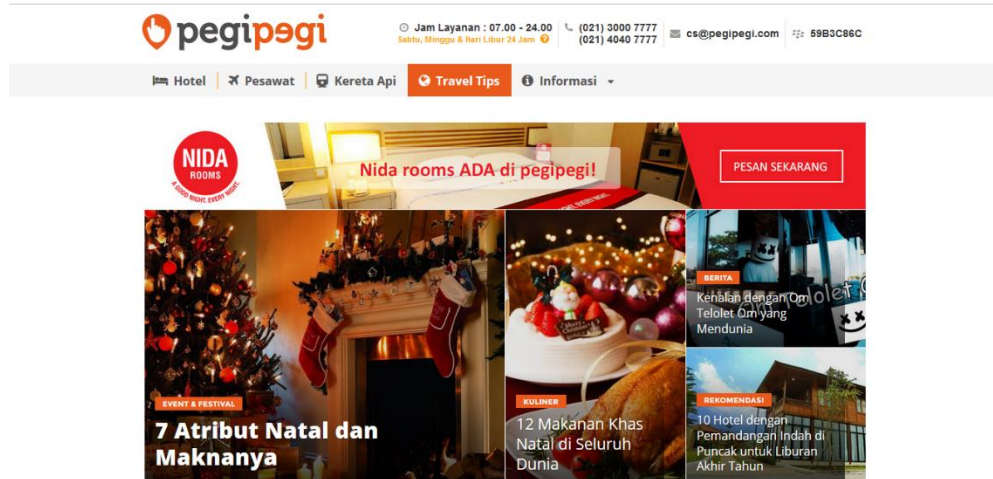 pegipegi
Jam Layanan : 07.00 - 24.00
Sabtu, Minggu & Hari Libur 24 Jam
(021) 3000 7777
(021) 4040 7777
cs@pegipegi.com
59B3C86C
Hotel
Pesawat
Kereta Api
Travel Tips
Informasi
NIDA
ROOMS
A GOOD NIGHT. EVERY NIGHT.
Nida rooms ADA di pegipegi!
PESAN SEKARANG
EVENT & FESTIVAL
7 Atribut Natal dan
Maknanya
KULINER
12 Makanan Khas
Natal di Seluruh
Dunia
BERITA
Kenalan dengan Om
Telolet Om yang
Mendunia
Om Telolet
REKOMENDASI
10 Hotel dengan
Pemandangan Indah di
Puncak untuk Liburan
Akhir Tahun